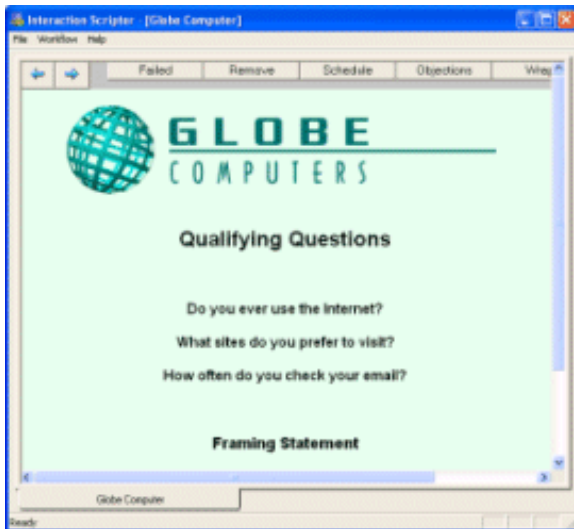 Interaction Scripter - [Globe Computer]
File Workflow Help
Failed Remove Schedule Objections Wrap
GLOBE
COMPUTERS
Qualifying Questions
Do you ever use the Internet?
What sites do you prefer to visit?
How often do you check your email?
Framing Statement
Globe Computer
Ready